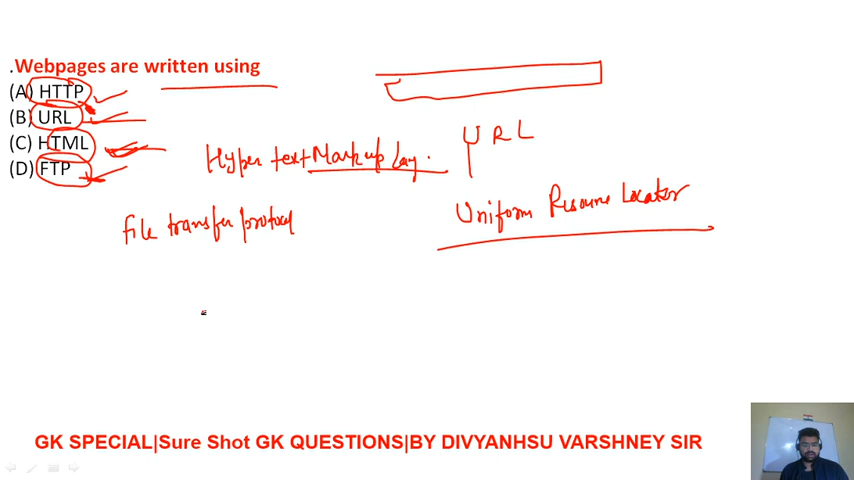 .Webpages are written using
(A) HTTP
(B) URL
(C) HTML
(D) FTP
URL
Hyper text Markup Lag.
Uniform Resource Locator
file transfer protocol
GK SPECIAL|Sure Shot GK QUESTIONS|BY DIVYANHSU VARSHNEY SIR